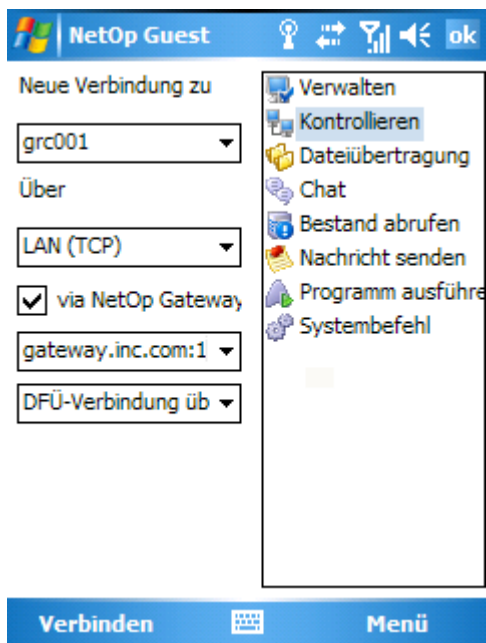 NetOp Guest
ok
Neue Verbindung zu
grc001
Über
LAN (TCP)
via NetOp Gateway
gateway.inc.com:1
DFÜ-Verbindung üb
Verwalten
Kontrollieren
Dateiübertragung
Chat
Bestand abrufen
Nachricht senden
Programm ausführe
Systembefehl
Verbinden
Menü